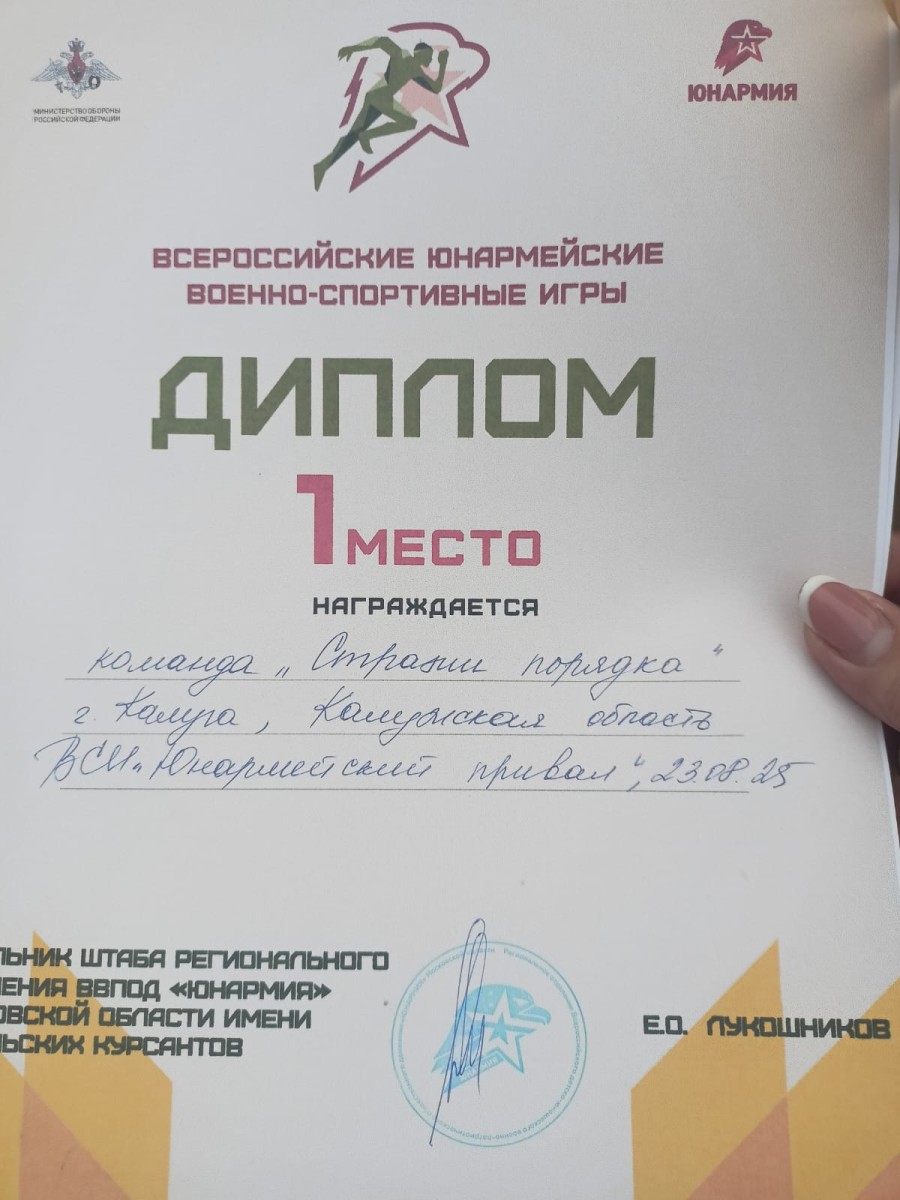 МИНИСТЕРСТВО ОБОРОНЫ
РОССИЙСКОЙ ФЕДЕРАЦИИ
ЮНАРМИЯ
ВСЕРОССИЙСКИЕ ЮНАРМЕЙСКИЕ
ВОЕННО-СПОРТИВНЫЕ ИГРЫ
ДИПЛОМ
1 МЕСТО
НАГРАЖДАЕТСЯ
команда „Стражи порядка"
г. Калуга, Калужская область
ВСИ „Юнармейский привал", 23.08.25
ЛЬНИК ШТАБА РЕГИОНАЛЬНОГО
ЕНИЯ ВВПОД «ЮНАРМИЯ»
ОВСКОЙ ОБЛАСТИ ИМЕНИ
ЛЬСКИХ КУРСАНТОВ
Е.О. ЛУКОШНИКОВ